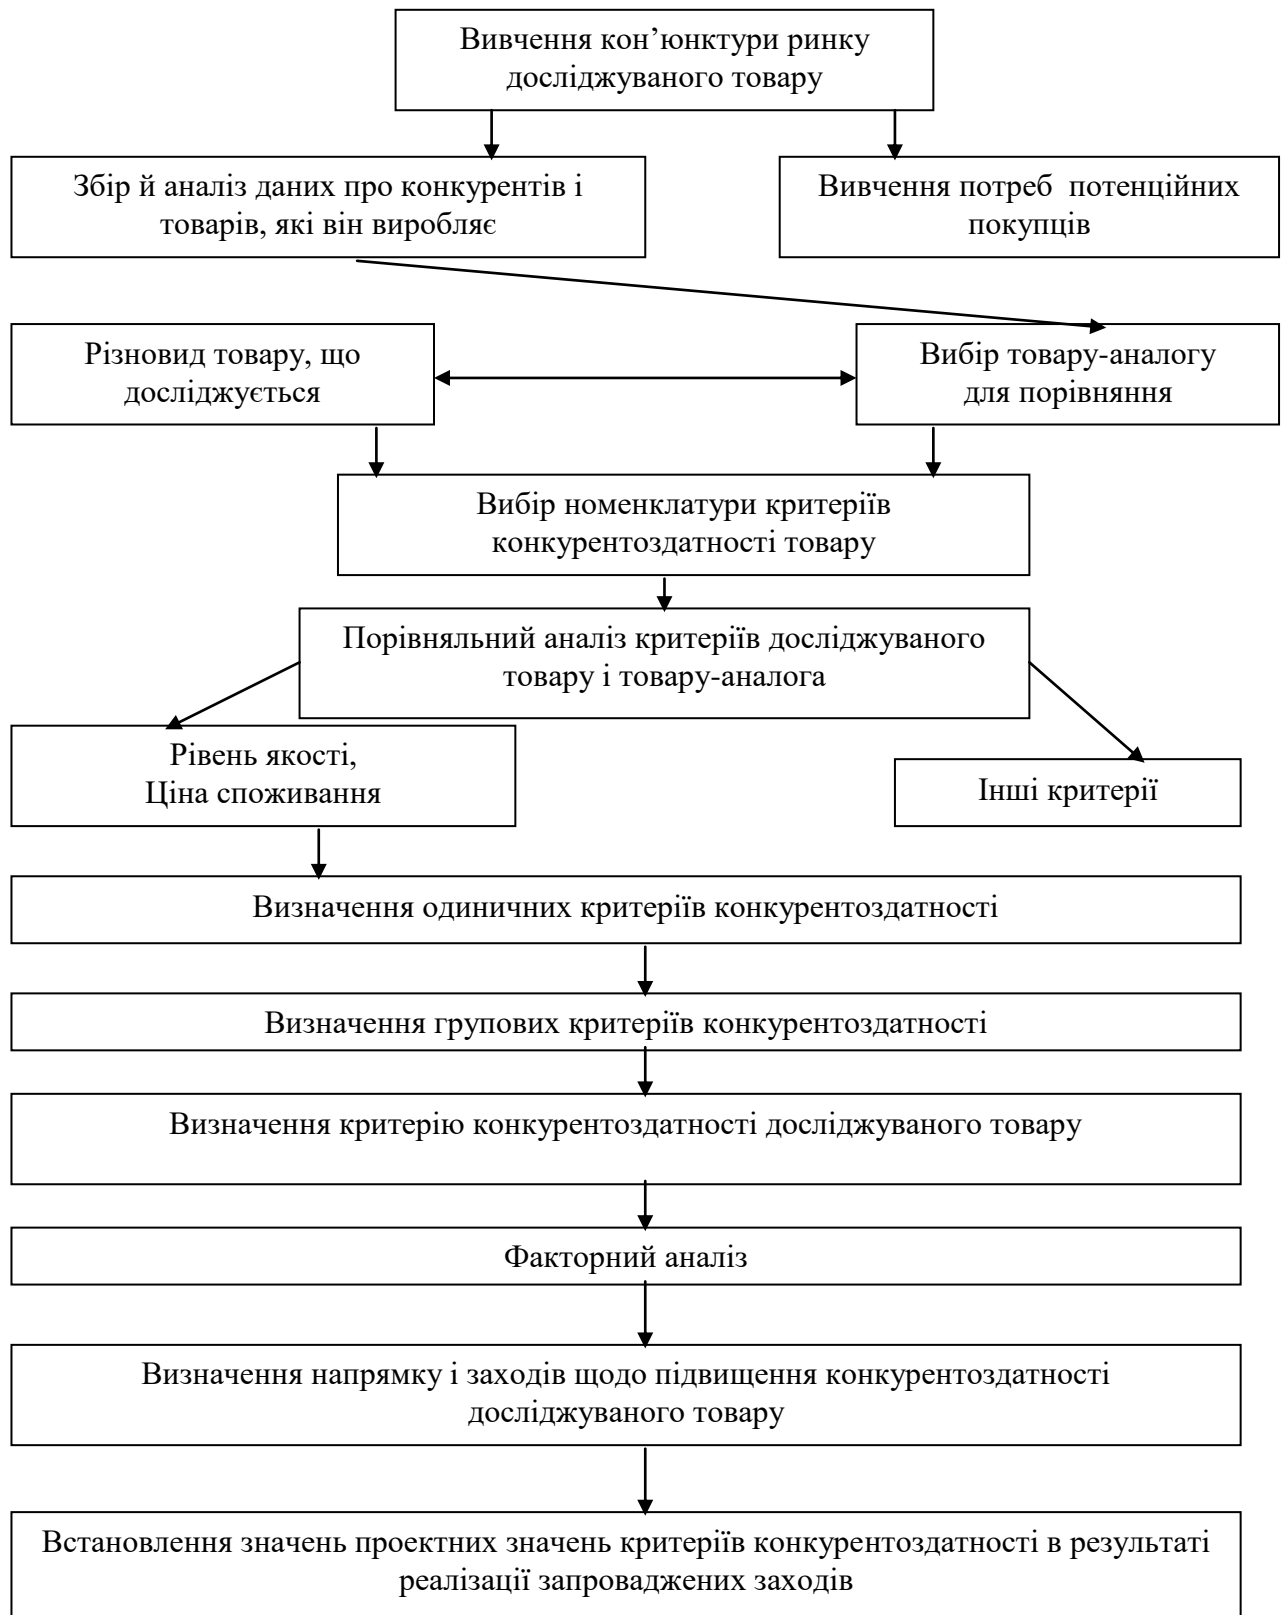 Вивчення кон’юнктури ринку
досліджуваного товару
Збір й аналіз даних про конкурентів і
товарів, які він виробляє
Вивчення потреб потенційних
покупців
Різновид товару, що
досліджується
Вибір товару-аналогу
для порівняння
Вибір номенклатури критеріїв
конкурентоздатності товару
Порівняльний аналіз критеріїв досліджуваного
товару і товару-аналога
Рівень якості,
Ціна споживання
Інші критерії
Визначення одиничних критеріїв конкурентоздатності
Визначення групових критеріїв конкурентоздатності
Визначення критерію конкурентоздатності досліджуваного товару
Факторний аналіз
Визначення напрямку і заходів щодо підвищення конкурентоздатності
досліджуваного товару
Встановлення значень проектних значень критеріїв конкурентоздатності в результаті
реалізації запроваджених заходів